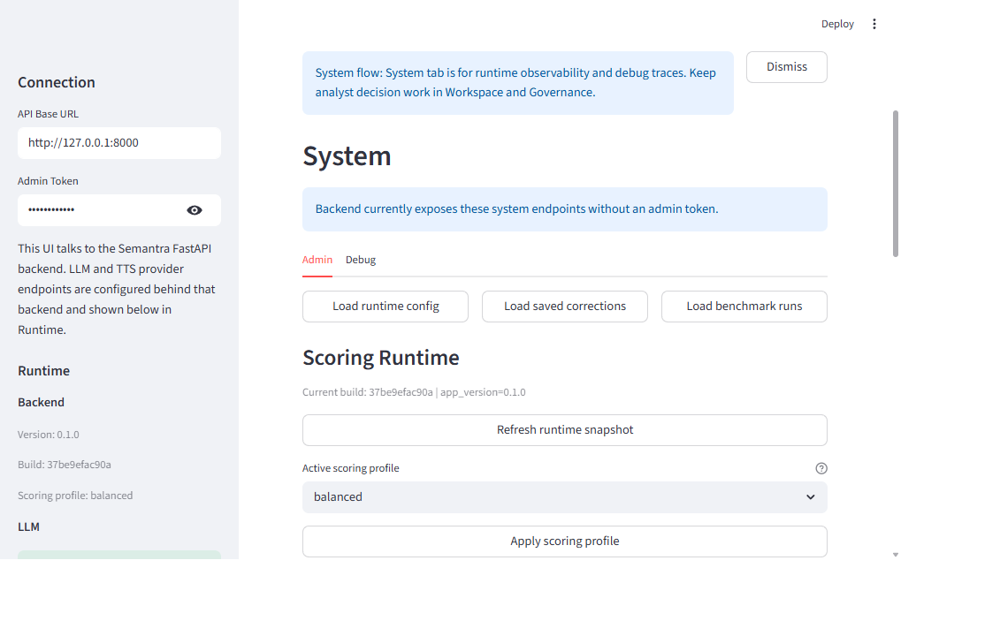 Connection
API Base URL
http://127.0.0.1:8000
Admin Token
••••••••••••
This UI talks to the Semantra FastAPI
backend. LLM and TTS provider
endpoints are configured behind that
backend and shown below in
Runtime.
Runtime
Backend
Version: 0.1.0
Build: 37be9efac90a
Scoring profile: balanced
LLM
Deploy
System flow: System tab is for runtime observability and debug traces. Keep
analyst decision work in Workspace and Governance.
Dismiss
System
Backend currently exposes these system endpoints without an admin token.
Admin Debug
Load runtime config Load saved corrections Load benchmark runs
Scoring Runtime
Current build: 37be9efac90a | app_version=0.1.0
Refresh runtime snapshot
Active scoring profile
balanced
Apply scoring profile